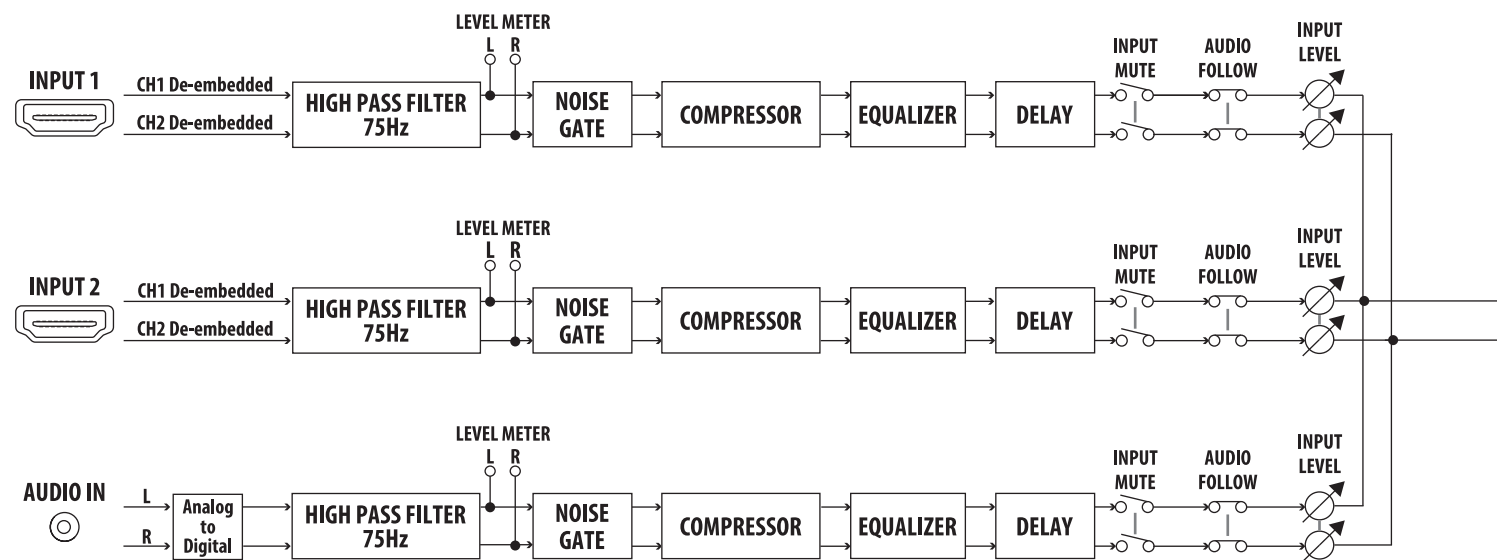 LEVEL METER
L R
INPUT MUTE
AUDIO FOLLOW
INPUT LEVEL
INPUT 1
CH1 De-embedded
CH2 De-embedded
HIGH PASS FILTER
75Hz
NOISE
GATE
COMPRESSOR
EQUALIZER
DELAY
LEVEL METER
L R
INPUT MUTE
AUDIO FOLLOW
INPUT LEVEL
INPUT 2
CH1 De-embedded
CH2 De-embedded
HIGH PASS FILTER
75Hz
NOISE
GATE
COMPRESSOR
EQUALIZER
DELAY
LEVEL METER
L R
INPUT MUTE
AUDIO FOLLOW
INPUT LEVEL
AUDIO IN
L
R
Analog
to
Digital
HIGH PASS FILTER
75Hz
NOISE
GATE
COMPRESSOR
EQUALIZER
DELAY